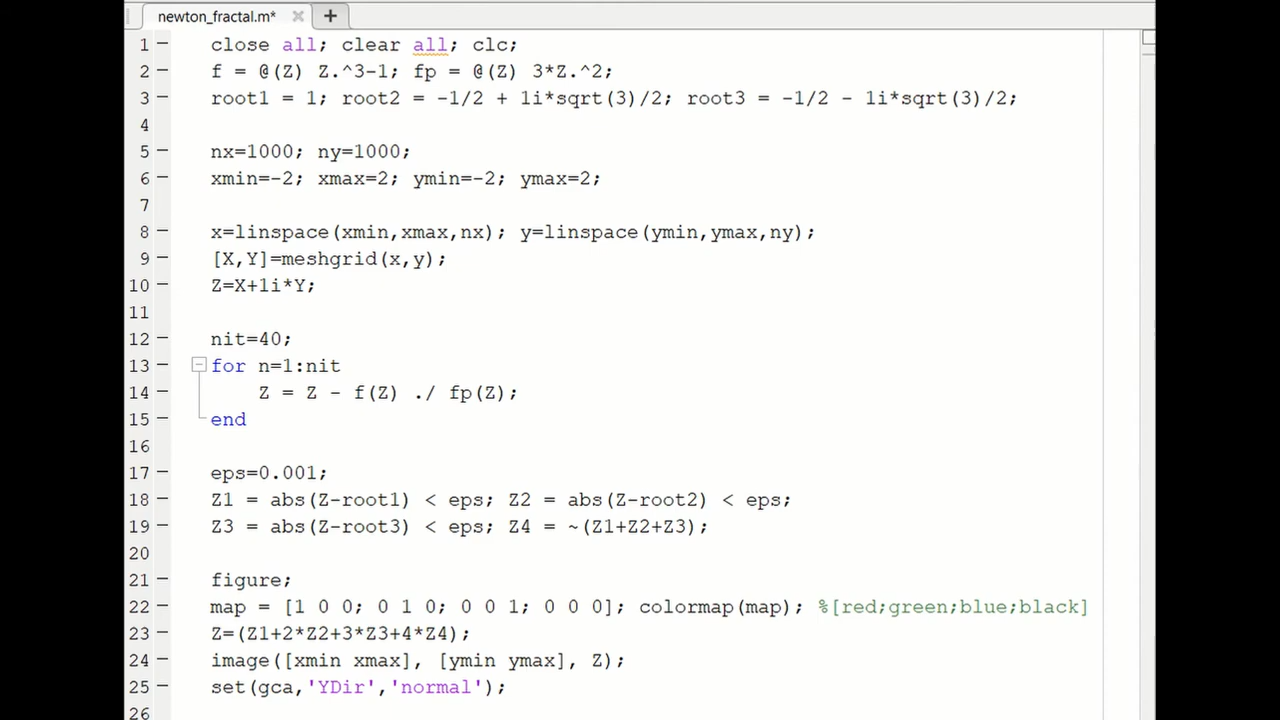 newton_fractal.m* × +
1 close all; clear all; clc;
2 f = @(Z) Z.^3-1; fp = @(Z) 3*Z.^2;
3 root1 = 1; root2 = -1/2 + 1i*sqrt(3)/2; root3 = -1/2 - 1i*sqrt(3)/2;
4
5 nx=1000; ny=1000;
6 xmin=-2; xmax=2; ymin=-2; ymax=2;
7
8 x=linspace(xmin,xmax,nx); y=linspace(ymin,ymax,ny);
9 [X,Y]=meshgrid(x,y);
10 Z=X+1i*Y;
11
12 nit=40;
13 for n=1:nit
14 Z = Z - f(Z) ./ fp(Z);
15 end
16
17 eps=0.001;
18 Z1 = abs(Z-root1) < eps; Z2 = abs(Z-root2) < eps;
19 Z3 = abs(Z-root3) < eps; Z4 = ~(Z1+Z2+Z3);
20
21 figure;
22 map = [1 0 0; 0 1 0; 0 0 1; 0 0 0]; colormap(map); %[red;green;blue;black]
23 Z=(Z1+2*Z2+3*Z3+4*Z4);
24 image([xmin xmax], [ymin ymax], Z);
25 set(gca,'YDir','normal');
26